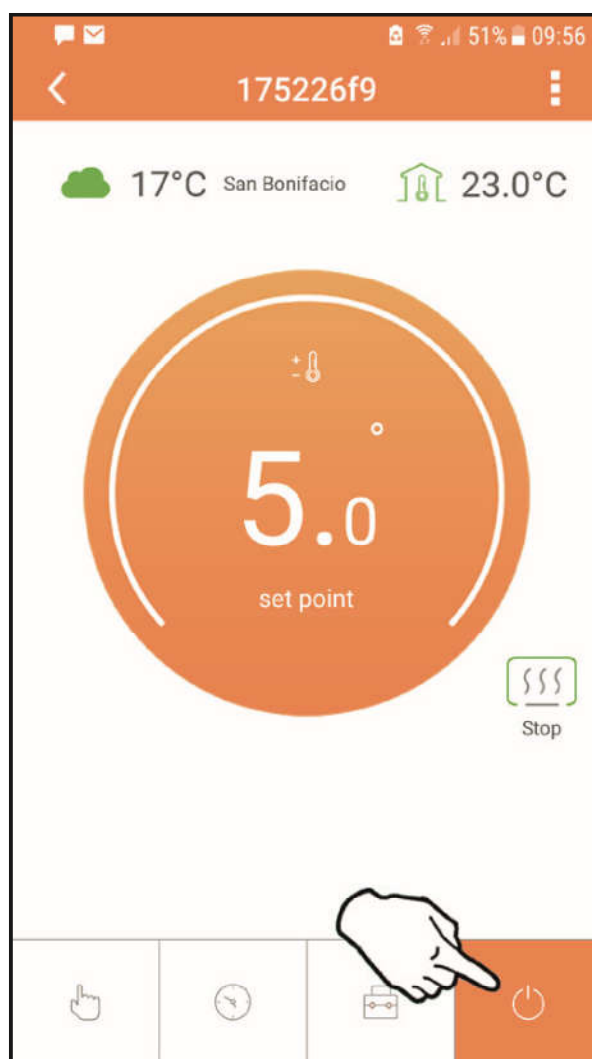 51% 09:56
175226f9
17°C San Bonifacio 23.0°C
5.0°
set point
Stop